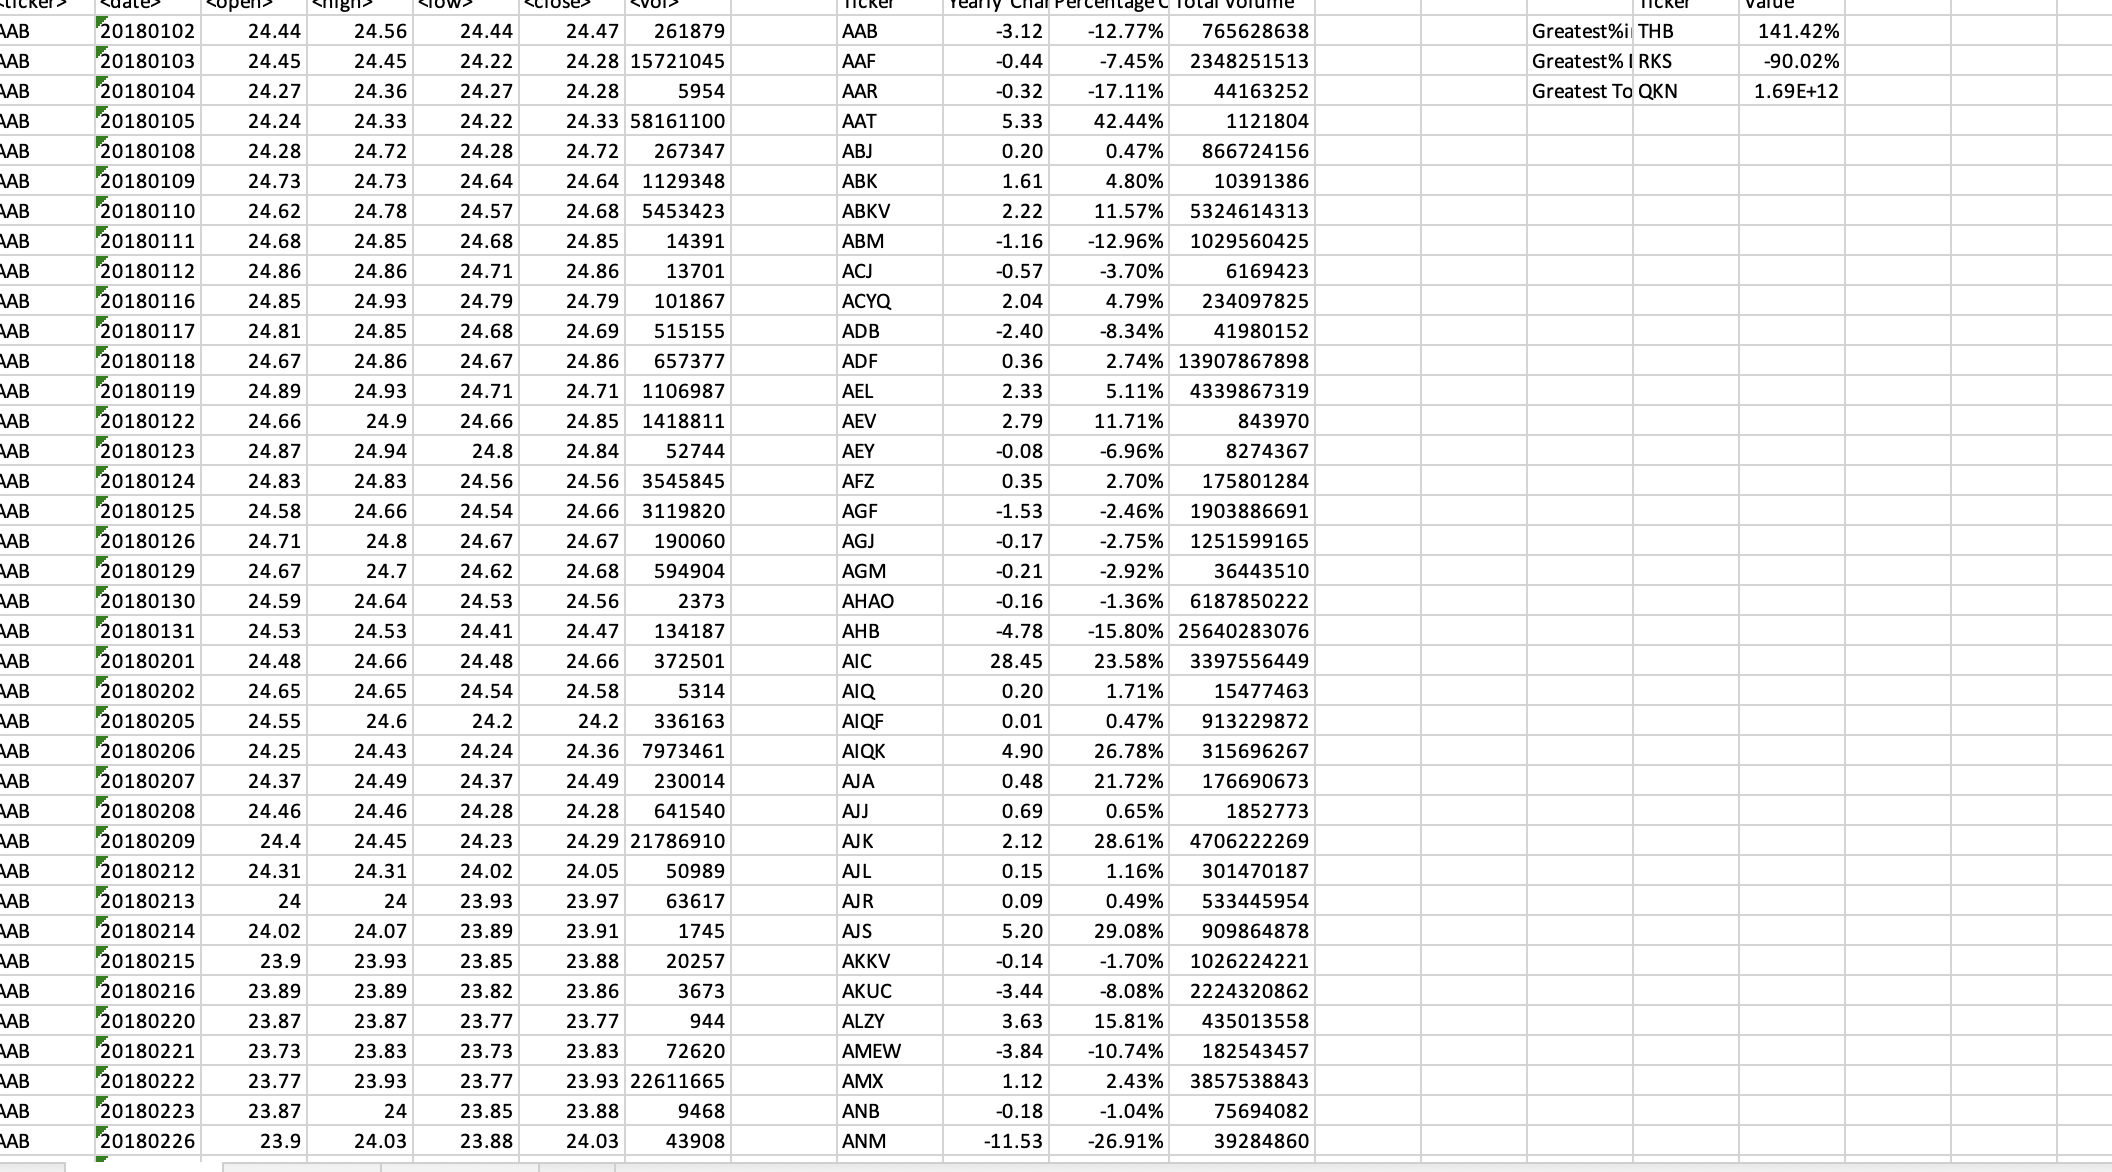 <ticker> <date> <open> <high> <low> <close> <vol> Ticker Yearly Char Percentage C Total Volume Ticker Value
AAB 20180102 24.44 24.56 24.44 24.47 261879 AAB -3.12 -12.77% 765628638 Greatest%i THB 141.42%
AAB 20180103 24.45 24.45 24.22 24.28 15721045 AAF -0.44 -7.45% 2348251513 Greatest% RKS -90.02%
AAB 20180104 24.27 24.36 24.27 24.28 5954 AAR -0.32 -17.11% 44163252 Greatest To QKN 1.69E+12
AAB 20180105 24.24 24.33 24.22 24.33 58161100 AAT 5.33 42.44% 1121804
AAB 20180108 24.28 24.72 24.28 24.72 267347 ABJ 0.20 0.47% 866724156
AAB 20180109 24.73 24.73 24.64 24.64 1129348 ABK 1.61 4.80% 10391386
AAB 20180110 24.62 24.78 24.57 24.68 5453423 ABKV 2.22 11.57% 5324614313
AAB 20180111 24.68 24.85 24.68 24.85 14391 ABM -1.16 -12.96% 1029560425
AAB 20180112 24.86 24.86 24.71 24.86 13701 ACJ -0.57 -3.70% 6169423
AAB 20180116 24.85 24.93 24.79 24.79 101867 ACYQ 2.04 4.79% 234097825
AAB 20180117 24.81 24.85 24.68 24.69 515155 ADB -2.40 -8.34% 41980152
AAB 20180118 24.67 24.86 24.67 24.86 657377 ADF 0.36 2.74% 13907867898
AAB 20180119 24.89 24.93 24.71 24.71 1106987 AEL 2.33 5.11% 4339867319
AAB 20180122 24.66 24.9 24.66 24.85 1418811 AEV 2.79 11.71% 843970
AAB 20180123 24.87 24.94 24.8 24.84 52744 AEY -0.08 -6.96% 8274367
AAB 20180124 24.83 24.83 24.56 24.56 3545845 AFZ 0.35 2.70% 175801284
AAB 20180125 24.58 24.66 24.54 24.66 3119820 AGF -1.53 -2.46% 1903886691
AAB 20180126 24.71 24.8 24.67 24.67 190060 AGJ -0.17 -2.75% 1251599165
AAB 20180129 24.67 24.7 24.62 24.68 594904 AGM -0.21 -2.92% 36443510
AAB 20180130 24.59 24.64 24.53 24.56 2373 AHAO -0.16 -1.36% 6187850222
AAB 20180131 24.53 24.53 24.41 24.47 134187 AHB -4.78 -15.80% 25640283076
AAB 20180201 24.48 24.66 24.48 24.66 372501 AIC 28.45 23.58% 3397556449
AAB 20180202 24.65 24.65 24.54 24.58 5314 AIQ 0.20 1.71% 15477463
AAB 20180205 24.55 24.6 24.2 24.2 336163 AIQF 0.01 0.47% 913229872
AAB 20180206 24.25 24.43 24.24 24.36 7973461 AIQK 4.90 26.78% 315696267
AAB 20180207 24.37 24.49 24.37 24.49 230014 AJA 0.48 21.72% 176690673
AAB 20180208 24.46 24.46 24.28 24.28 641540 AJJ 0.69 0.65% 1852773
AAB 20180209 24.4 24.45 24.23 24.29 21786910 AJK 2.12 28.61% 4706222269
AAB 20180212 24.31 24.31 24.02 24.05 50989 AJL 0.15 1.16% 301470187
AAB 20180213 24 24 23.93 23.97 63617 AJR 0.09 0.49% 533445954
AAB 20180214 24.02 24.07 23.89 23.91 1745 AJS 5.20 29.08% 909864878
AAB 20180215 23.9 23.93 23.85 23.88 20257 AKKV -0.14 -1.70% 1026224221
AAB 20180216 23.89 23.89 23.82 23.86 3673 AKUC -3.44 -8.08% 2224320862
AAB 20180220 23.87 23.87 23.77 23.77 944 ALZY 3.63 15.81% 435013558
AAB 20180221 23.73 23.83 23.73 23.83 72620 AMEW -3.84 -10.74% 182543457
AAB 20180222 23.77 23.93 23.77 23.93 22611665 AMX 1.12 2.43% 3857538843
AAB 20180223 23.87 24 23.85 23.88 9468 ANB -0.18 -1.04% 75694082
AAB 20180226 23.9 24.03 23.88 24.03 43908 ANM -11.53 -26.91% 39284860